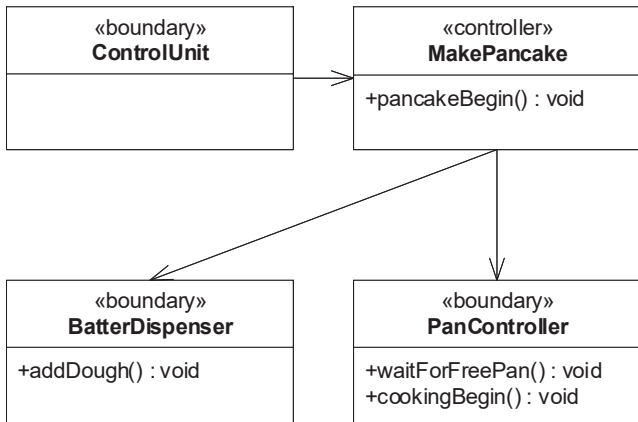 «boundary»
ControlUnit
«controller»
MakePancake
+pancakeBegin() : void
«boundary»
BatterDispenser
+addDough() : void
«boundary»
PanController
+waitForFreePan() : void
+cookingBegin() : void